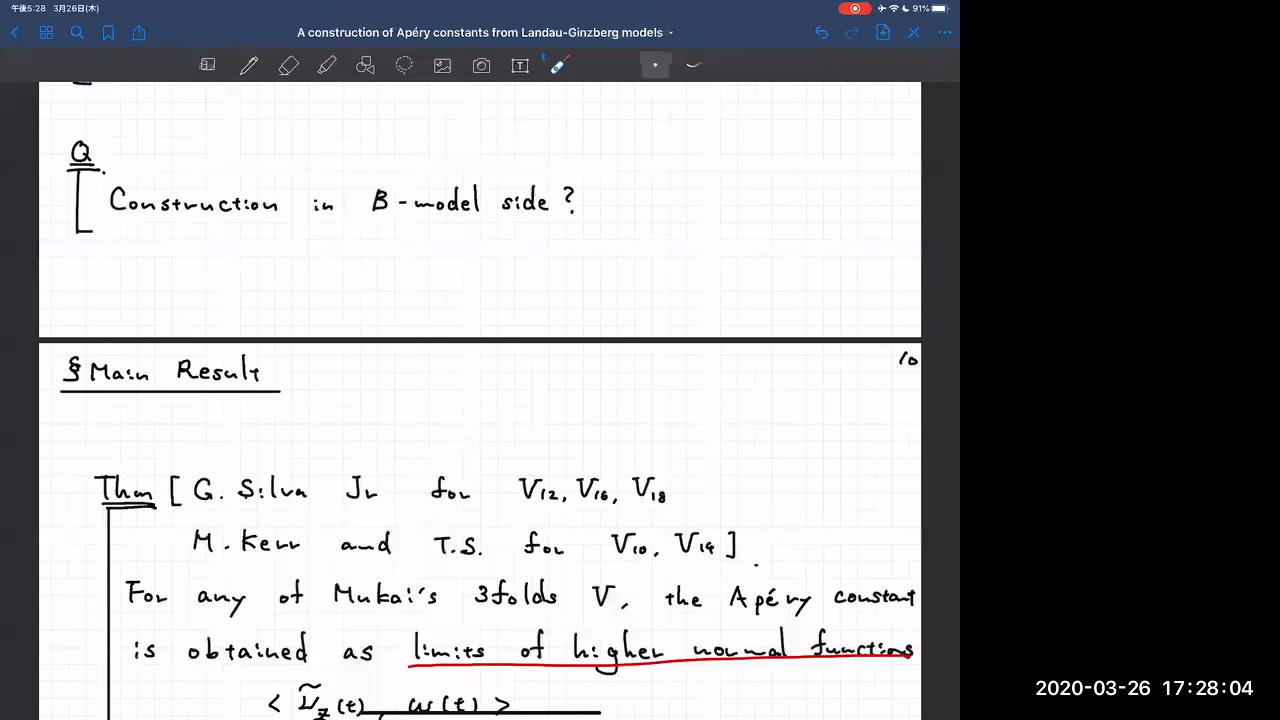 午後5:28 3月26日(木)
91%
A construction of Apéry constants from Landau-Ginzberg models
Q
Construction in B-model side ?
10
§ Main Result
Thm [ G. Silva Jr for V12, V16, V18
M. Kerr and T.S. for V10, V14 ]
For any of Mukai's 3folds V, the Apéry constant
is obtained as limits of higher normal functions
< ν̃_Z(t), ω(t) >
2020-03-26 17:28:04